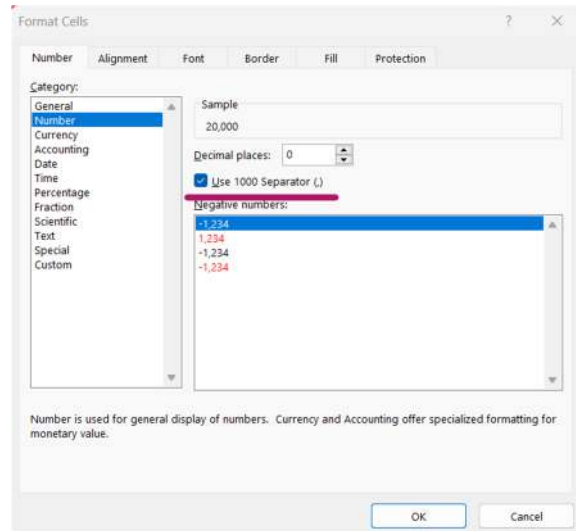 Format Cells ? ×
Number Alignment Font Border Fill Protection
Category:
General
Number
Currency
Accounting
Date
Time
Percentage
Fraction
Scientific
Text
Special
Custom
Sample
20,000
Decimal places: 0
Use 1000 Separator (,)
Negative numbers:
-1,234
1,234
-1,234
-1,234
Number is used for general display of numbers. Currency and Accounting offer specialized formatting for
monetary value.
OK Cancel